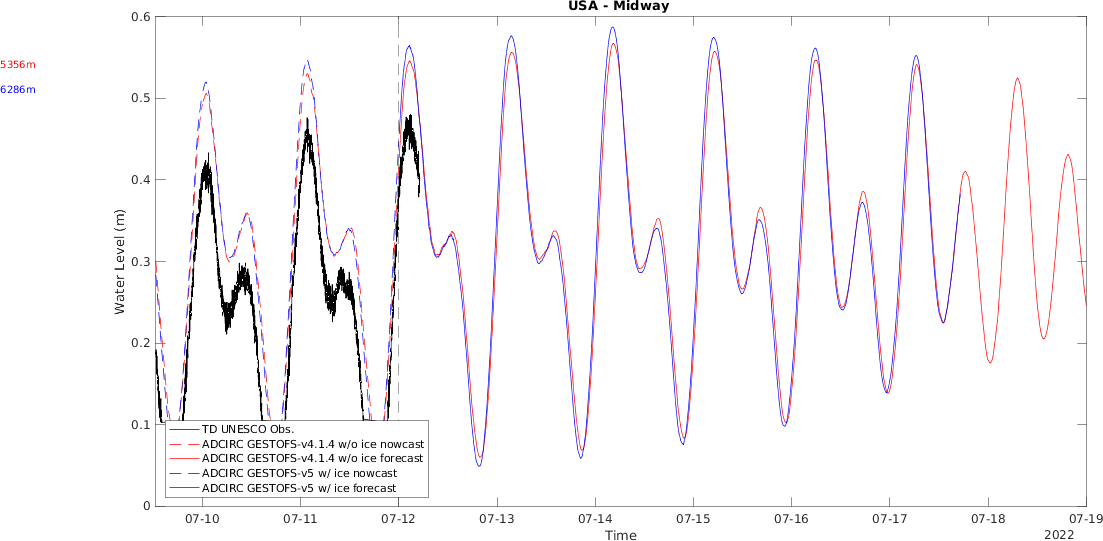 USA - Midway
5356m
6286m
0.6
0.5
0.4
0.3
0.2
0.1
0
Water Level (m)
TD UNESCO Obs.
ADCIRC GESTOFS-v4.1.4 w/o ice nowcast
ADCIRC GESTOFS-v4.1.4 w/o ice forecast
ADCIRC GESTOFS-v5 w/ ice nowcast
ADCIRC GESTOFS-v5 w/ ice forecast
07-10 07-11 07-12 07-13 07-14 07-15 07-16 07-17 07-18 07-19
Time
2022